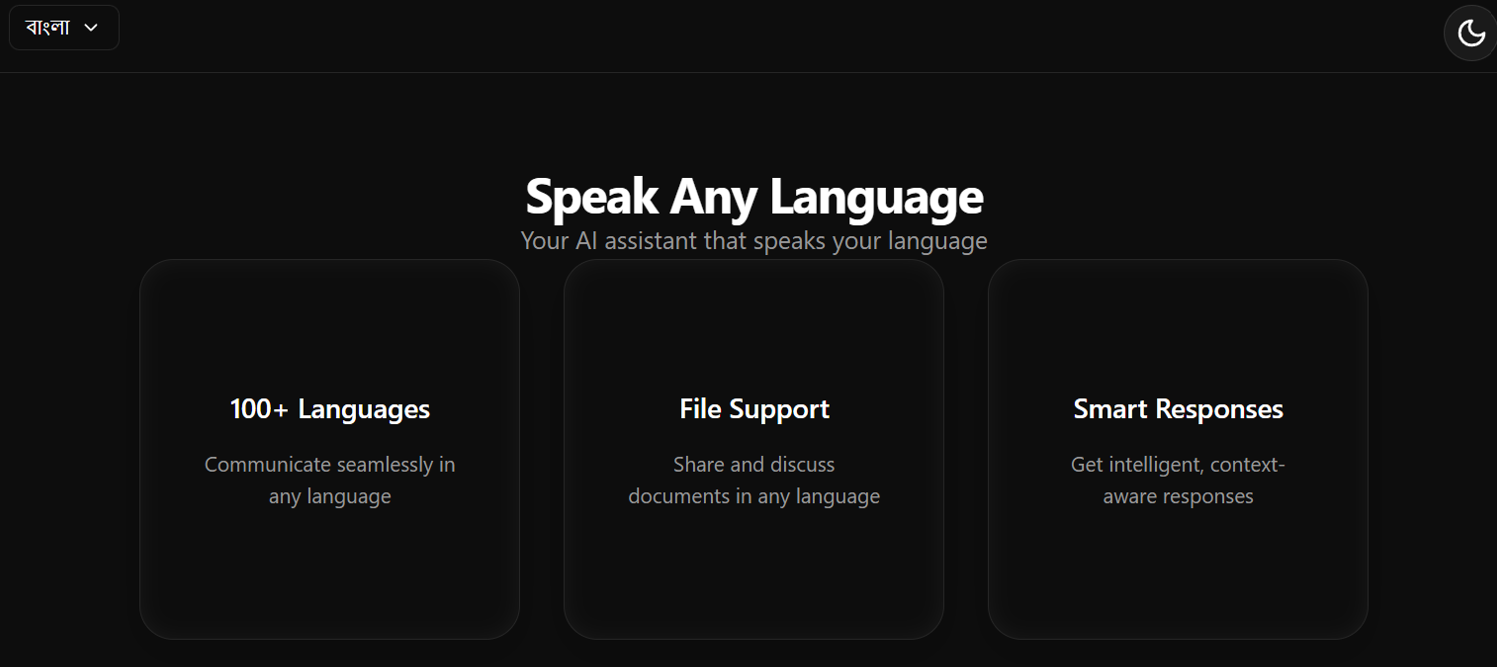 বাংলা
Speak Any Language
Your AI assistant that speaks your language
100+ Languages
Communicate seamlessly in
any language
File Support
Share and discuss
documents in any language
Smart Responses
Get intelligent, context-
aware responses